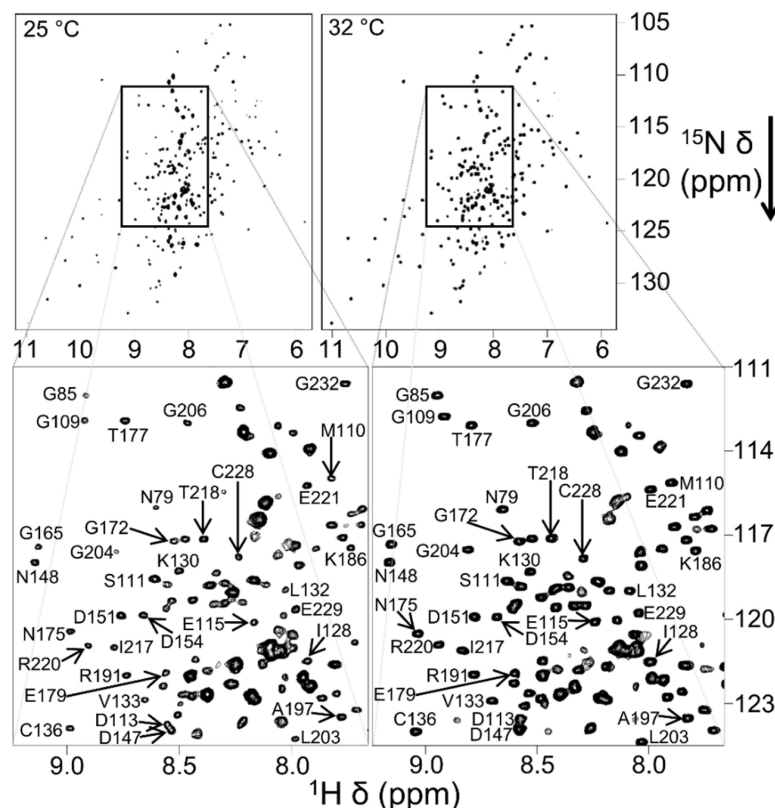 25 °C
32 °C
105
110
115
120
125
130
15N δ
(ppm)
11 10 9 8 7 6
11 10 9 8 7 6
G85
G109
T177
G206
G232
M110
C228
T218
E221
N79
G172
G165
G204
K130
K186
N148
S111
L132
D151
E229
N175
D154
E115
I128
R220
I217
R191
E179
V133
A197
C136
D113
D147
L203
9.0 8.5 8.0
G85
G109
T177
G206
G232
M110
T218
C228
E221
N79
G172
G165
G204
K130
K186
N148
S111
L132
N175
D151
E115
E229
D154
I128
R220
I217
R191
E179
V133
A197
C136
D113
D147
L203
9.0 8.5 8.0
111
114
117
120
123
1H δ (ppm)